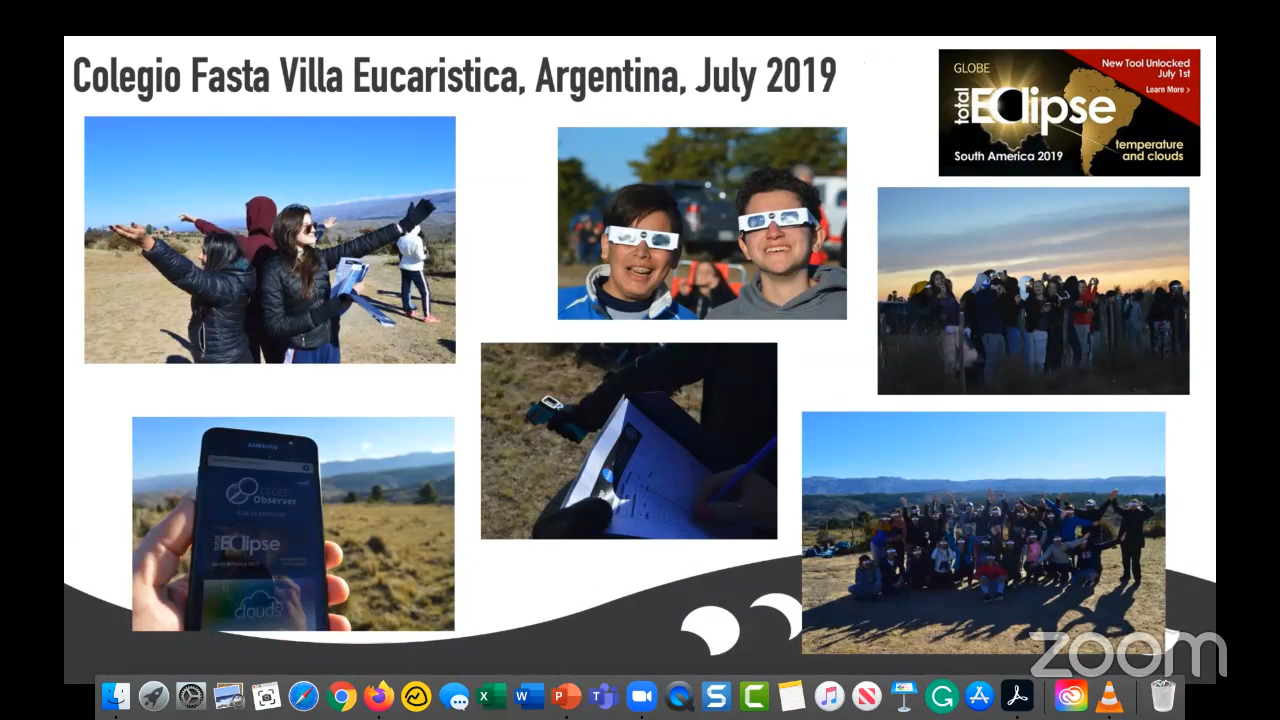 Colegio Fasta Villa Eucaristica, Argentina, July 2019
GLOBE
total Eclipse
South America 2019
New Tool Unlocked
July 1st
Learn More >
temperature
and clouds
SAMSUNG
GLOBE
Observer
Eclipse
clouds
zoom